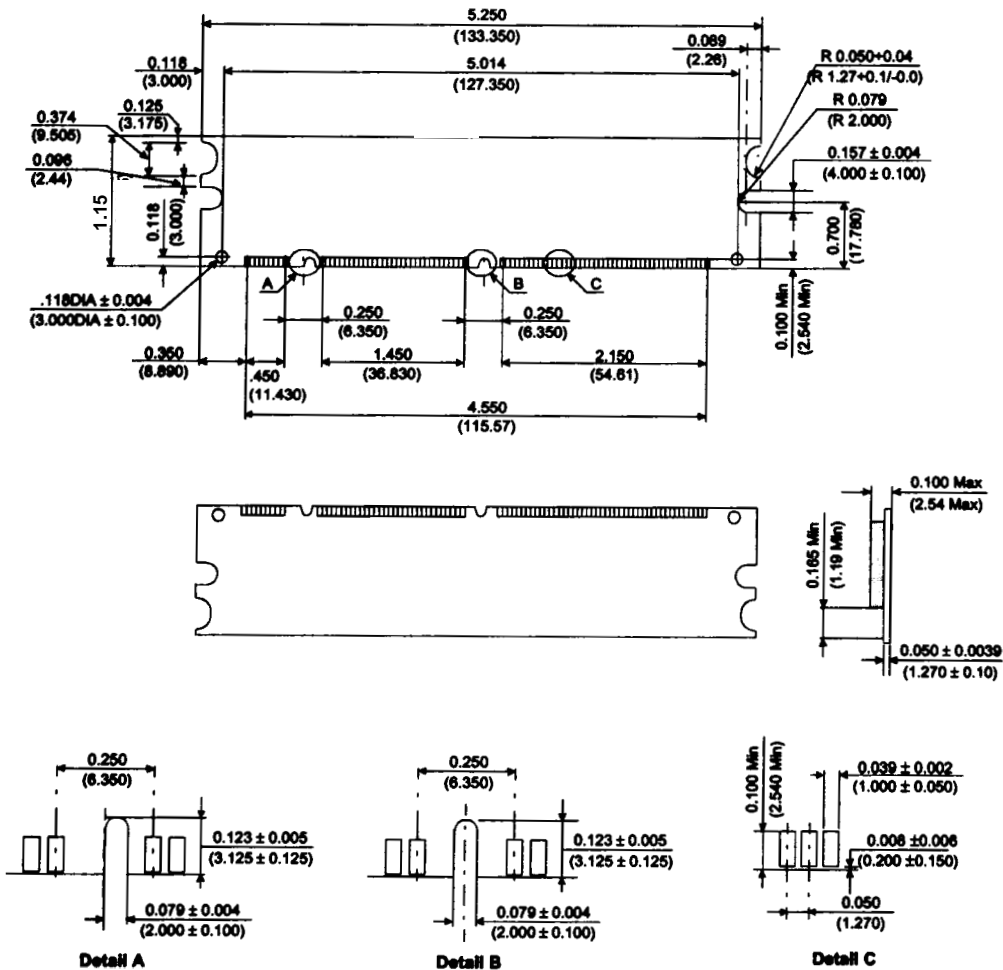 5.250
(133.350)
0.089
(2.26)
0.118
(3.000)
5.014
(127.350)
R 0.050+0.04
(R 1.27+0.1/-0.0)
0.125
(3.175)
R 0.079
(R 2.000)
0.374
(9.505)
0.157 ± 0.004
(4.000 ± 0.100)
0.096
(2.44)
1.15
0.118
(3.000)
0.700
(17.780)
A
B
C
.118DIA ± 0.004
(3.000DIA ± 0.100)
0.250
(6.350)
0.250
(6.350)
0.100 Min
(2.540 Min)
0.350
(8.890)
.450
(11.430)
1.450
(36.830)
2.150
(54.61)
4.550
(115.57)
0.100 Max
(2.54 Max)
0.165 Min
(1.19 Min)
0.050 ± 0.0039
(1.270 ± 0.10)
0.250
(6.350)
0.123 ± 0.005
(3.125 ± 0.125)
0.079 ± 0.004
(2.000 ± 0.100)
Detail A
0.250
(6.350)
0.123 ± 0.005
(3.125 ± 0.125)
0.079 ± 0.004
(2.000 ± 0.100)
Detail B
0.100 Min
(2.540 Min)
0.039 ± 0.002
(1.000 ± 0.050)
0.008 ±0.006
(0.200 ±0.150)
0.050
(1.270)
Detail C